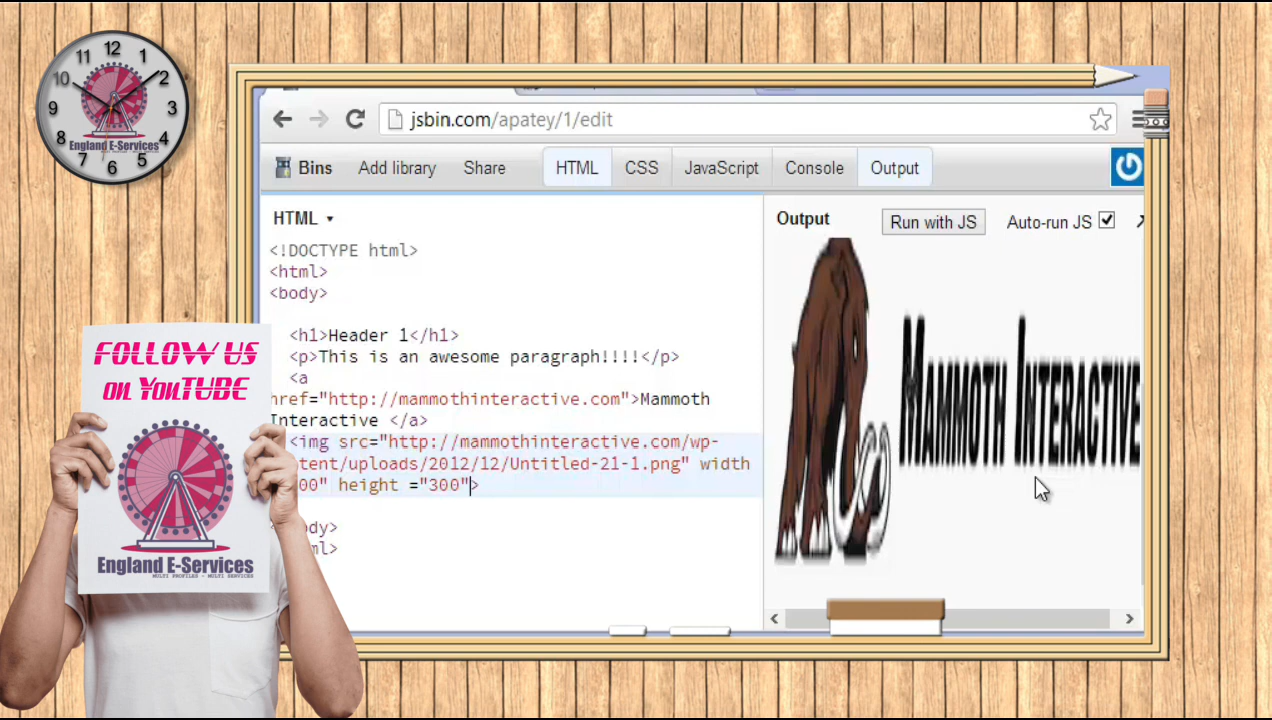 12
11
1
10
2
9
3
England E-Services
8
4
7
5
6
jsbin.com/apatey/1/edit
Bins Add library Share HTML CSS JavaScript Console Output
HTML
Output Run with JS Auto-run JS
<!DOCTYPE html>
<html>
<body>
<h1>Header 1</h1>
<p>This is an awesome paragraph!!!!</p>
<a
href="http://mammothinteractive.com">Mammoth
Interactive </a>
<img src="http://mammothinteractive.com/wp-
tent/uploads/2012/12/Untitled-21-1.png" width
00" height ="300">
ody>
ml>
MAMMOTH INTERACTIVE
FOLLOW US
ON YOUTUBE
England E-Services
MULTI PROFILES - MULTI SERVICES